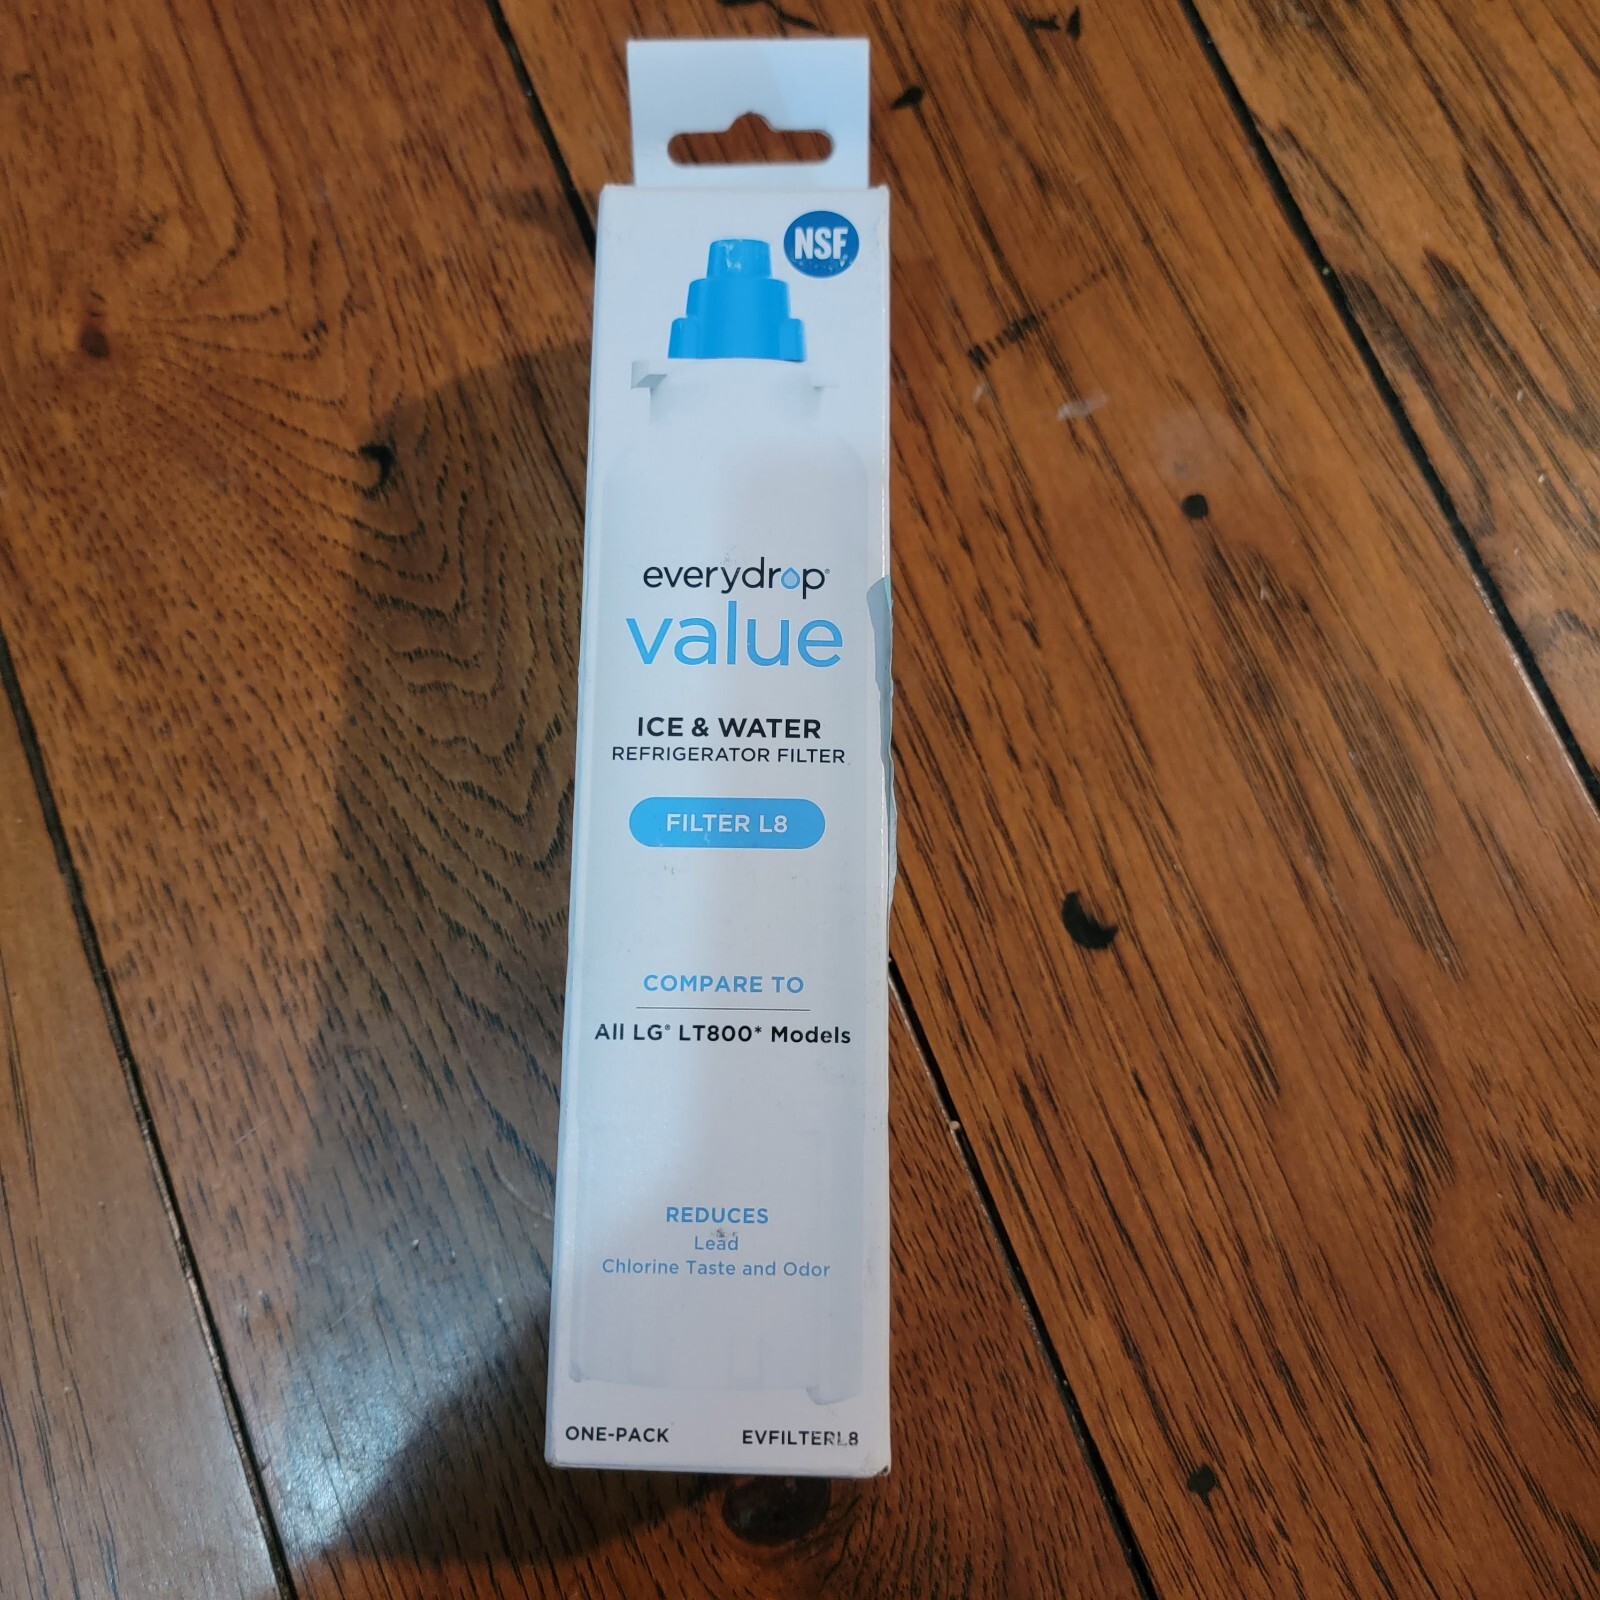 NSF
everydrop®
value
ICE & WATER
REFRIGERATOR FILTER
FILTER L8
COMPARE TO
All LG® LT800* Models
REDUCES
Lead
Chlorine Taste and Odor
ONE-PACK EVFILTERL8